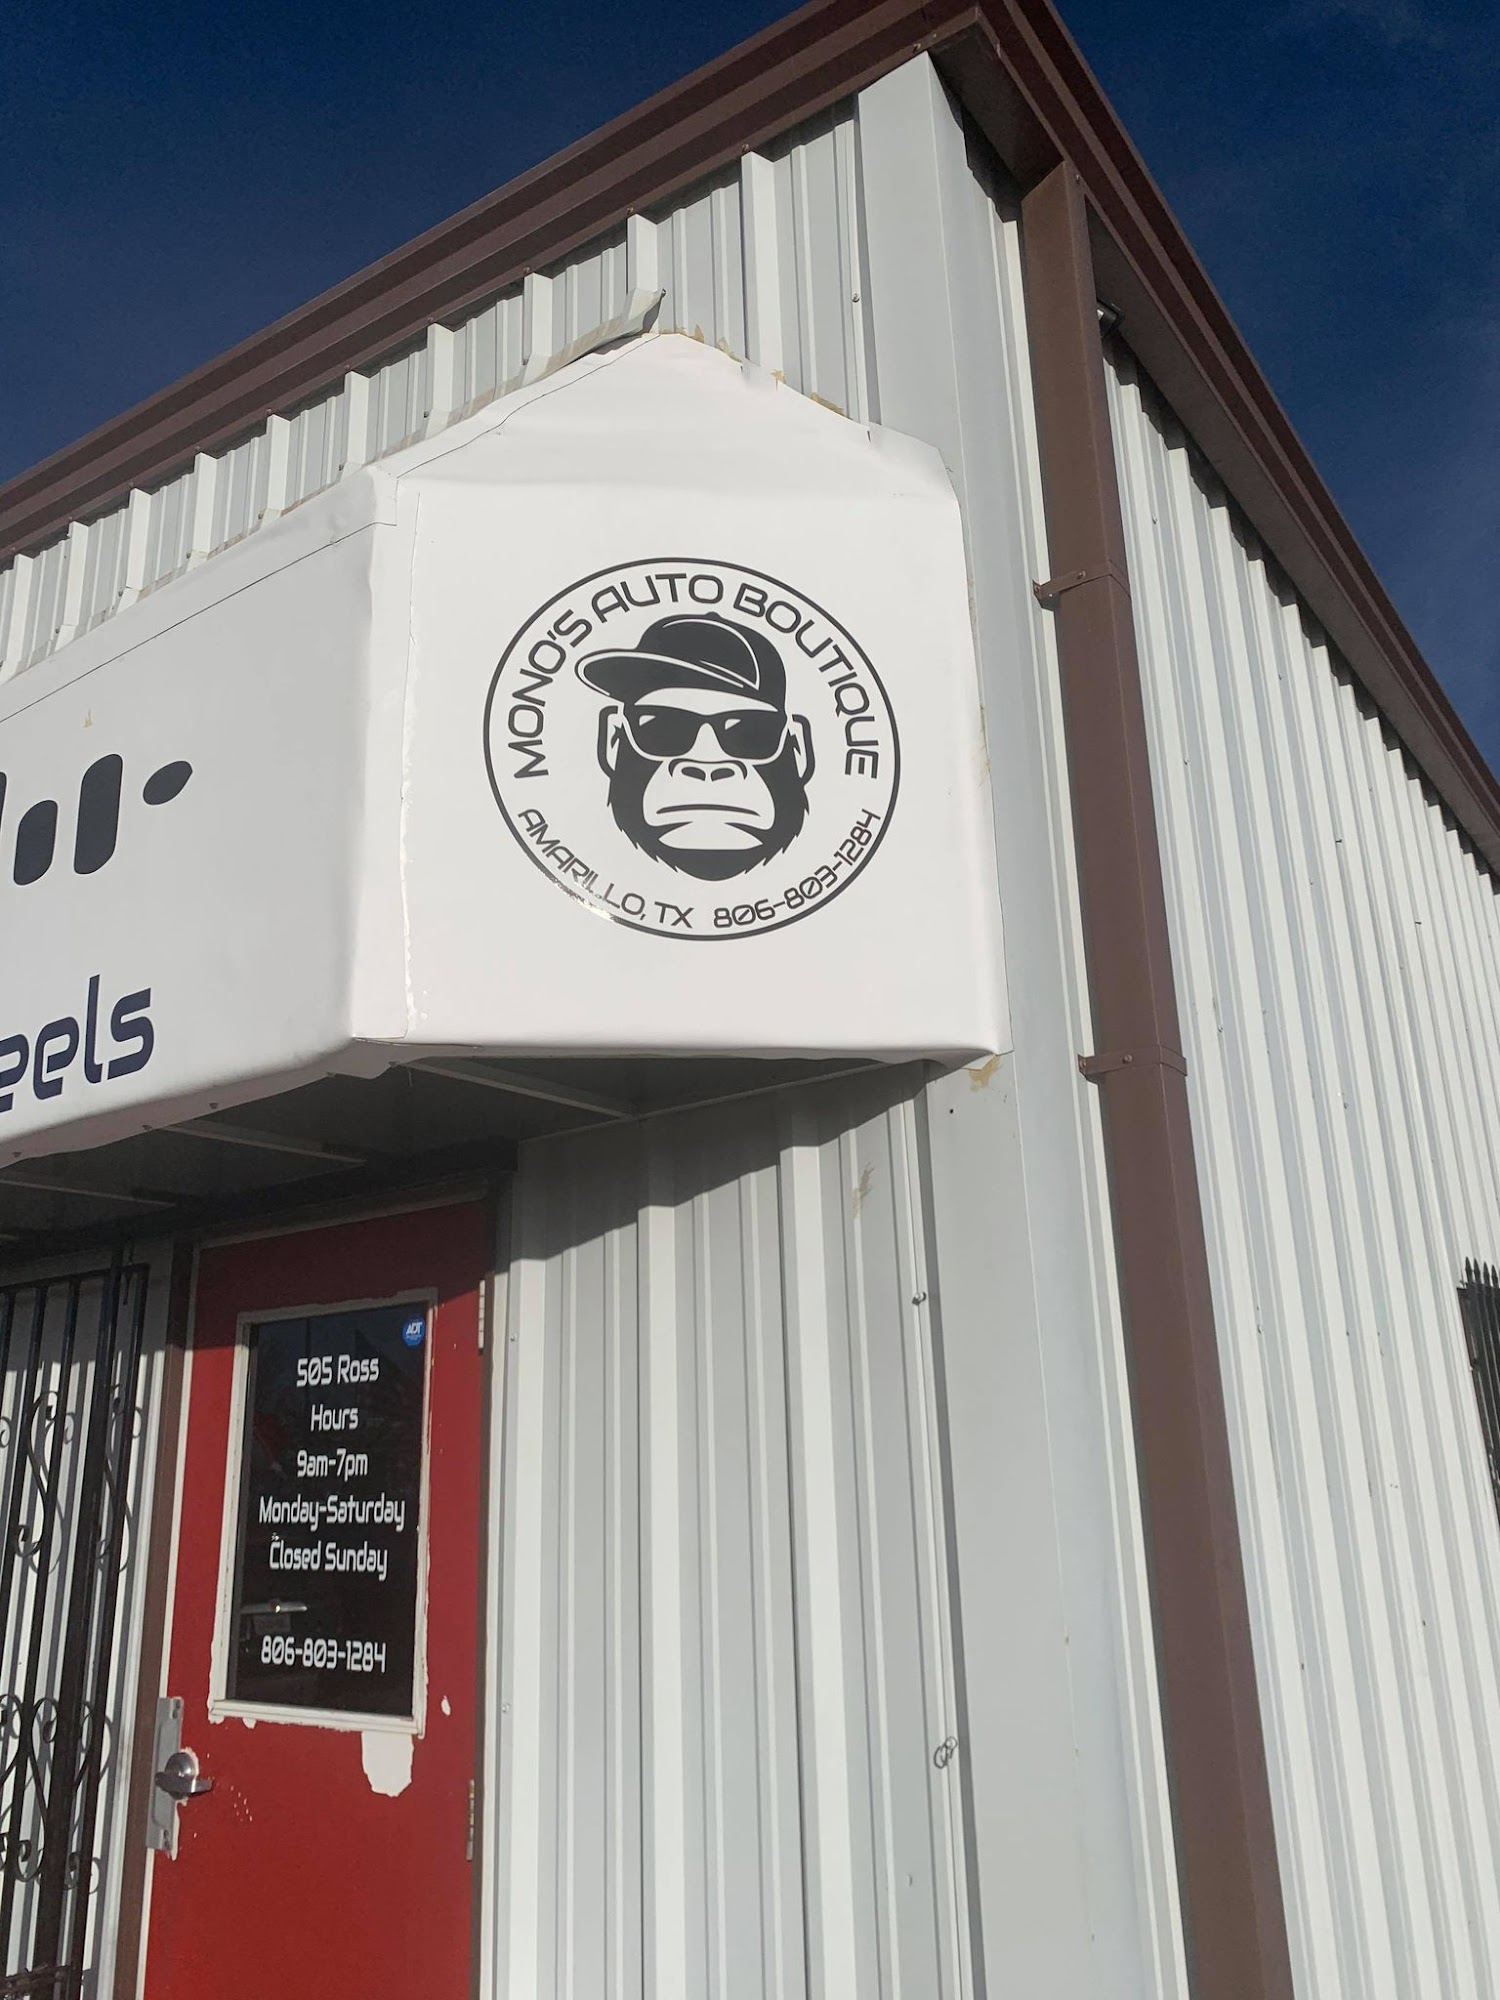 MONO'S AUTO BOUTIQUE
AMARILLO, TX 806-803-1284
eels
ADT
505 Ross
Hours
9am-7pm
Monday-Saturday
Closed Sunday
806-803-1284